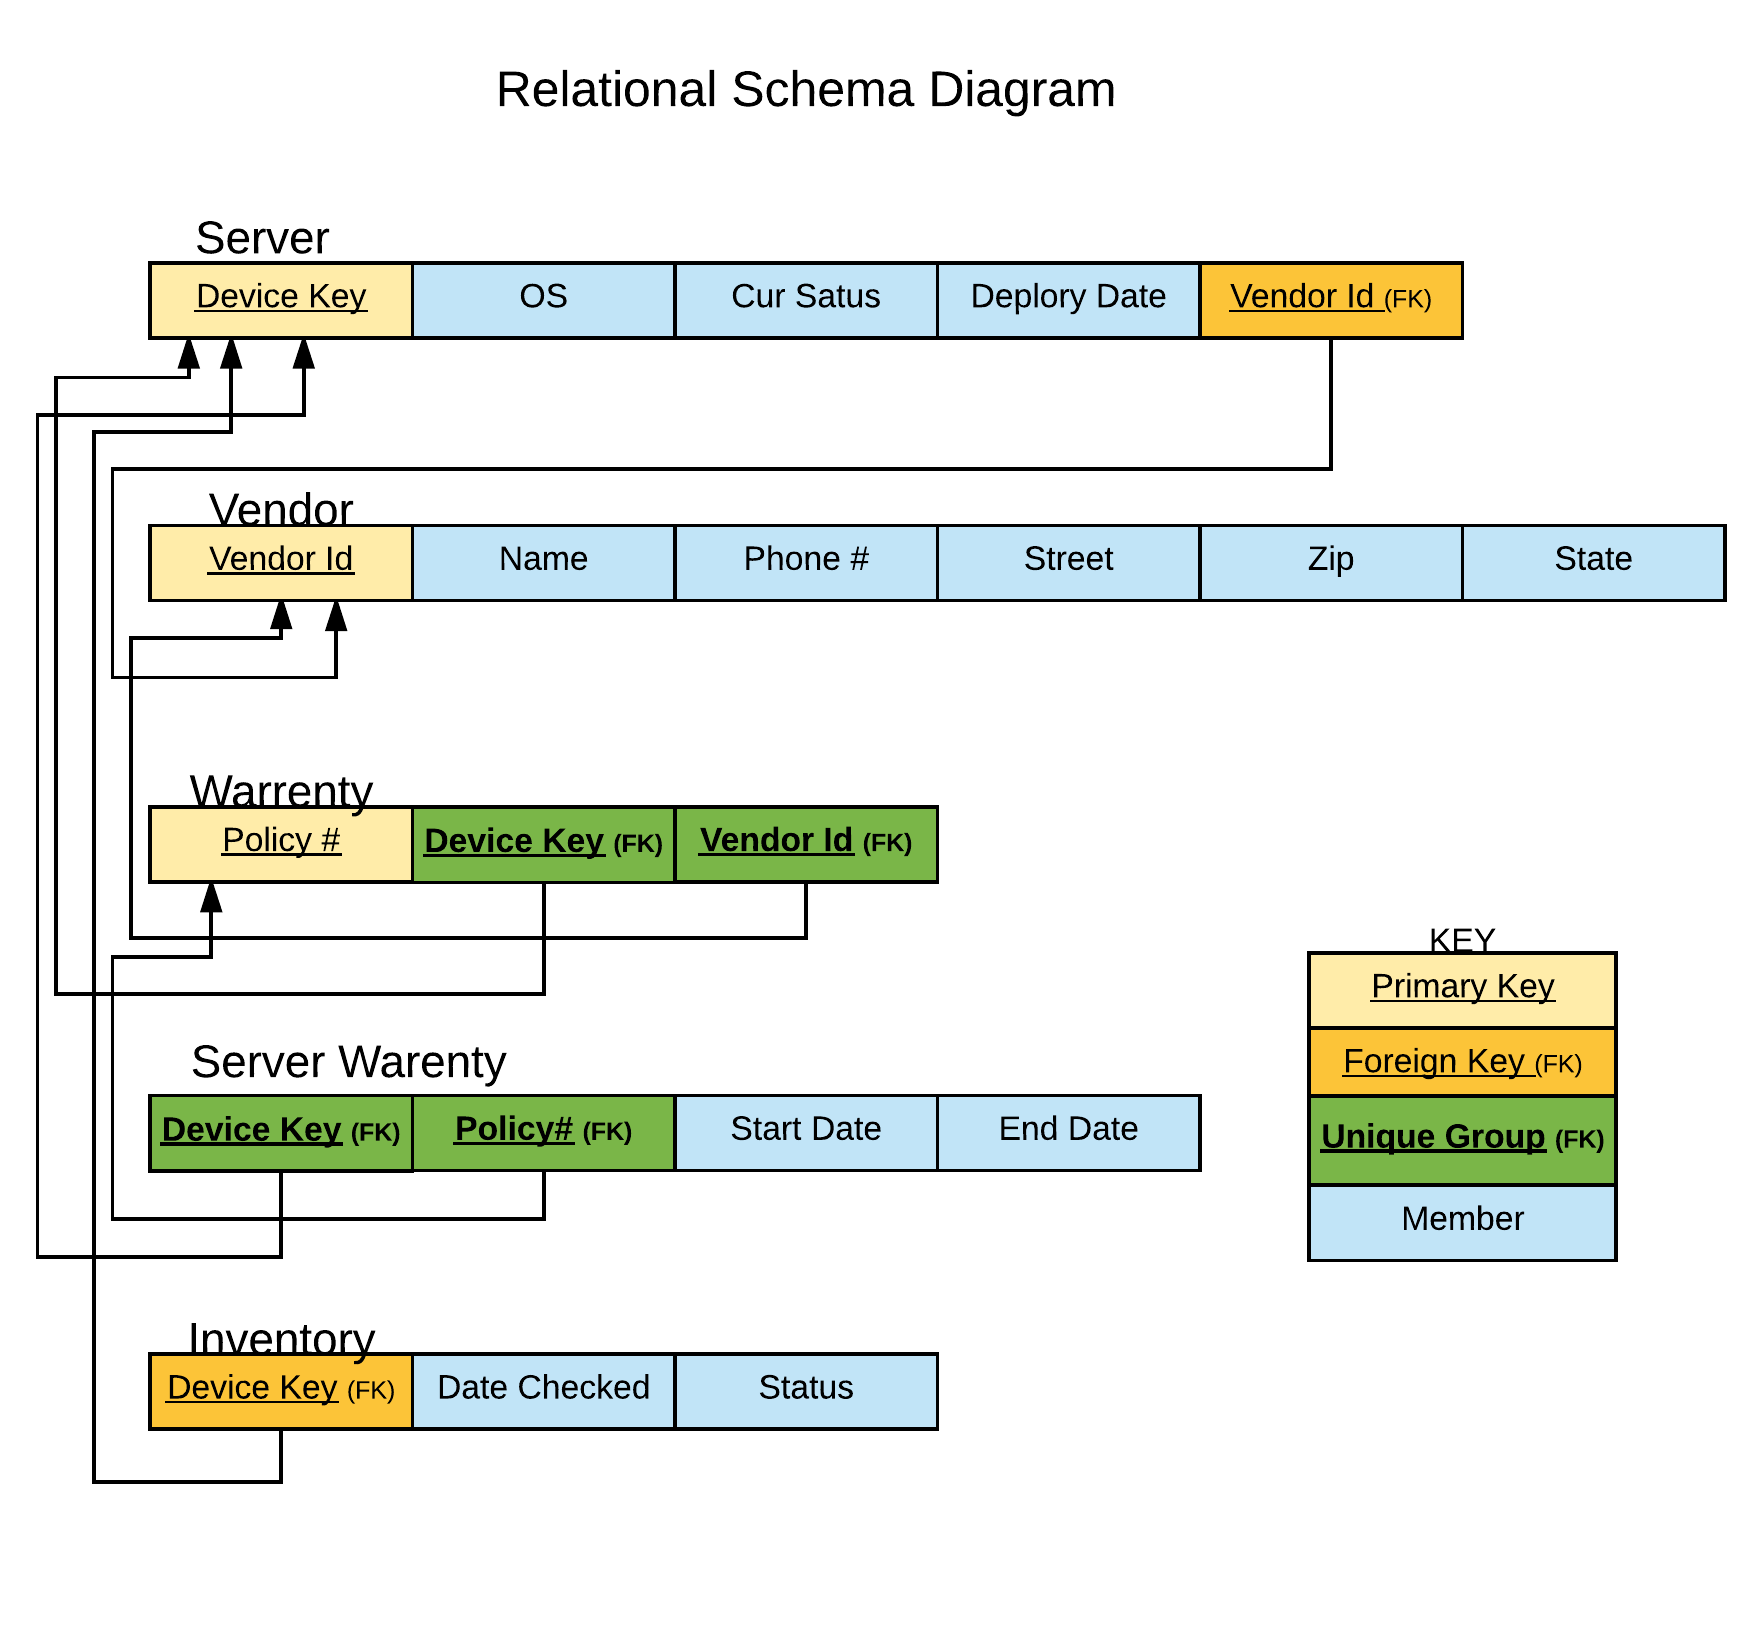 Relational Schema Diagram
Server
Device Key OS Cur Satus Deplory Date Vendor Id (FK)
Vendor
Vendor Id Name Phone # Street Zip State
Warrenty
Policy # Device Key (FK) Vendor Id (FK)
KEY
Primary Key
Foreign Key (FK)
Unique Group (FK)
Member
Server Warenty
Device Key (FK) Policy# (FK) Start Date End Date
Inventory
Device Key (FK) Date Checked Status